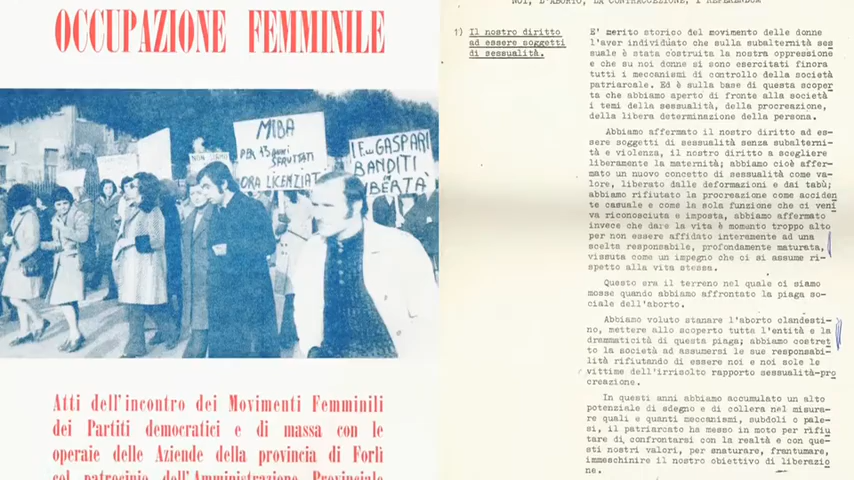 OCCUPAZIONE FEMMINILE
MIBA
PER 13 ANNI
SFRUTTATI
ORA LICENZIATI
I F... GASPARI
BANDITI
IN
LIBERTÀ
Atti dell'incontro dei Movimenti Femminili
dei Partiti democratici e di massa con le
operaie delle Aziende della provincia di Forlì
col patrocinio dell'Amministrazione Provinciale
NOI, L'ABORTO, LA CONTRACCEZIONE, I REFERENDUM
1) Il nostro diritto
ad essere soggetti
di sessualità.
E' merito storico del movimento delle donne
l'aver individuato che sulla subalternità ses
suale è stata costruita la nostra oppressione
e che su noi donne si sono esercitati finora
tutti i meccanismi di controllo della società
patriarcale. Ed è sulla base di questa scoper
ta che abbiamo aperto di fronte alla società
i temi della sessualità, della procreazione,
della libera determinazione della persona.
Abbiamo affermato il nostro diritto ad es-
sere soggetti di sessualità senza subalterni-
tà e violenza, il nostro diritto a scegliere
liberamente la maternità; abbiamo cioè affer-
mato un nuovo concetto di sessualità come va-
lore, liberato dalle deformazioni e dai tabù;
abbiamo rifiutato la procreazione come acciden
te casuale e come la sola funzione che ci veni
va riconosciuta e imposta, abbiamo affermato
invece che dare la vita è momento troppo alto
per non essere affidato interamente ad una
scelta responsabile, profondamente maturata,
vissuta come un impegno che ci si assume ri-
spetto alla vita stessa.
Questo era il terreno nel quale ci siamo
mosse quando abbiamo affrontato la piaga so-
ciale dell'aborto.
Abbiamo voluto stanare l'aborto clandesti-
no, mettere allo scoperto tutta l'entità e la
drammaticità di questa piaga; abbiamo costret
to la società ad assumersi le sue responsabi-
lità rifiutando di essere noi e noi sole le
vittime dell'irrisolto rapporto sessualità-pro
creazione.
In questi anni abbiamo accumulato un alto
potenziale di sdegno e di collera nel misura-
re quali e quanti meccanismi, subdoli o pale-
si, il patriarcato ha messo in moto per rifiu
tare di confrontarsi con la realtà e con que-
sti nostri valori, per snaturare, frantumare,
immeschinire il nostro obiettivo di liberazio
ne.